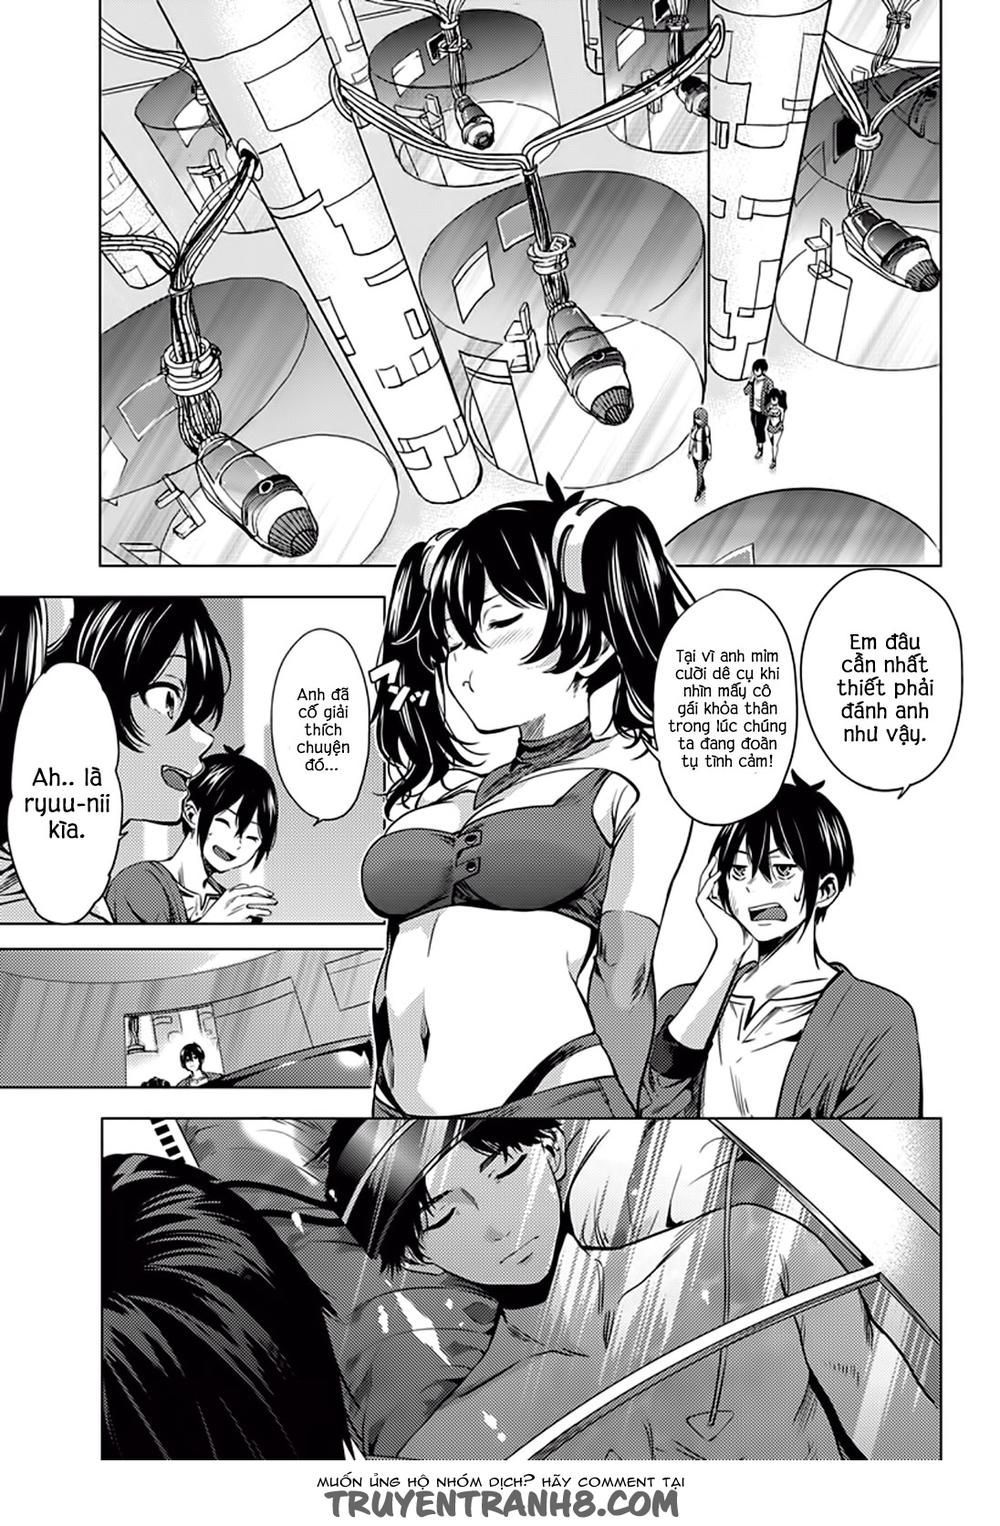 Em đâu
cần nhất
thiết phải
đánh anh
như vậy.
Tại vì anh mỉm
cười dê cụ khi
nhìn mấy cô
gái khỏa thân
trong lúc chúng
ta đang đoàn
tụ tình cảm!
Anh đã
cố giải
thích
chuyện
đó...
Ah.. là
ryuu-nii
kìa.
MUỐN ỦNG HỘ NHÓM DỊCH? HÃY COMMENT TẠI
TRUYENTRANH8.COM